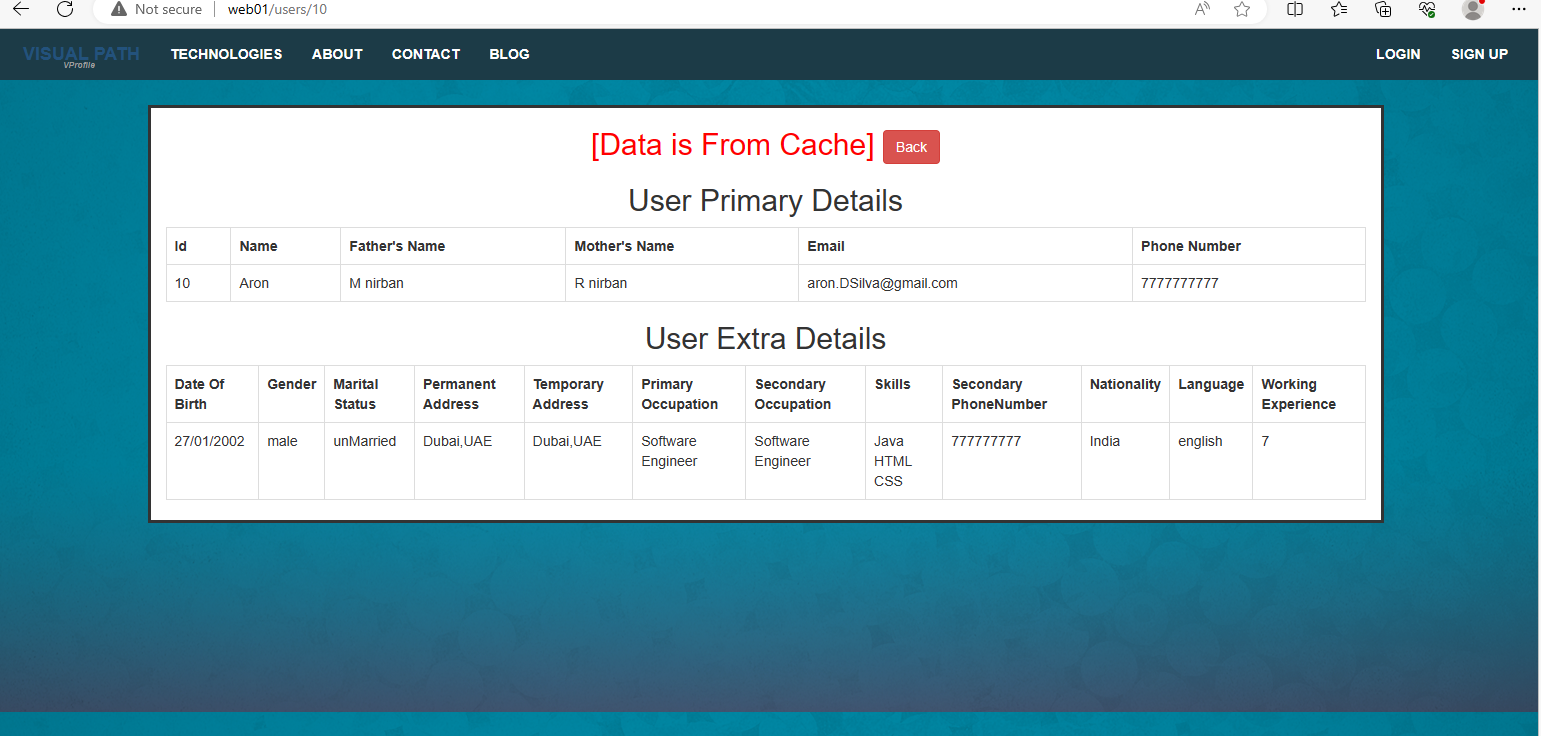 Not secure web01/users/10
VISUAL PATH TECHNOLOGIES ABOUT CONTACT BLOG LOGIN SIGN UP
VProfile
[Data is From Cache] Back
User Primary Details
Id Name Father's Name Mother's Name Email Phone Number
10 Aron M nirban R nirban aron.DSilva@gmail.com 7777777777
User Extra Details
Date Of Birth Gender Marital Status Permanent Address Temporary Address Primary Occupation Secondary Occupation Skills Secondary PhoneNumber Nationality Language Working Experience
27/01/2002 male unMarried Dubai,UAE Dubai,UAE Software Engineer Software Engineer Java HTML CSS 777777777 India english 7